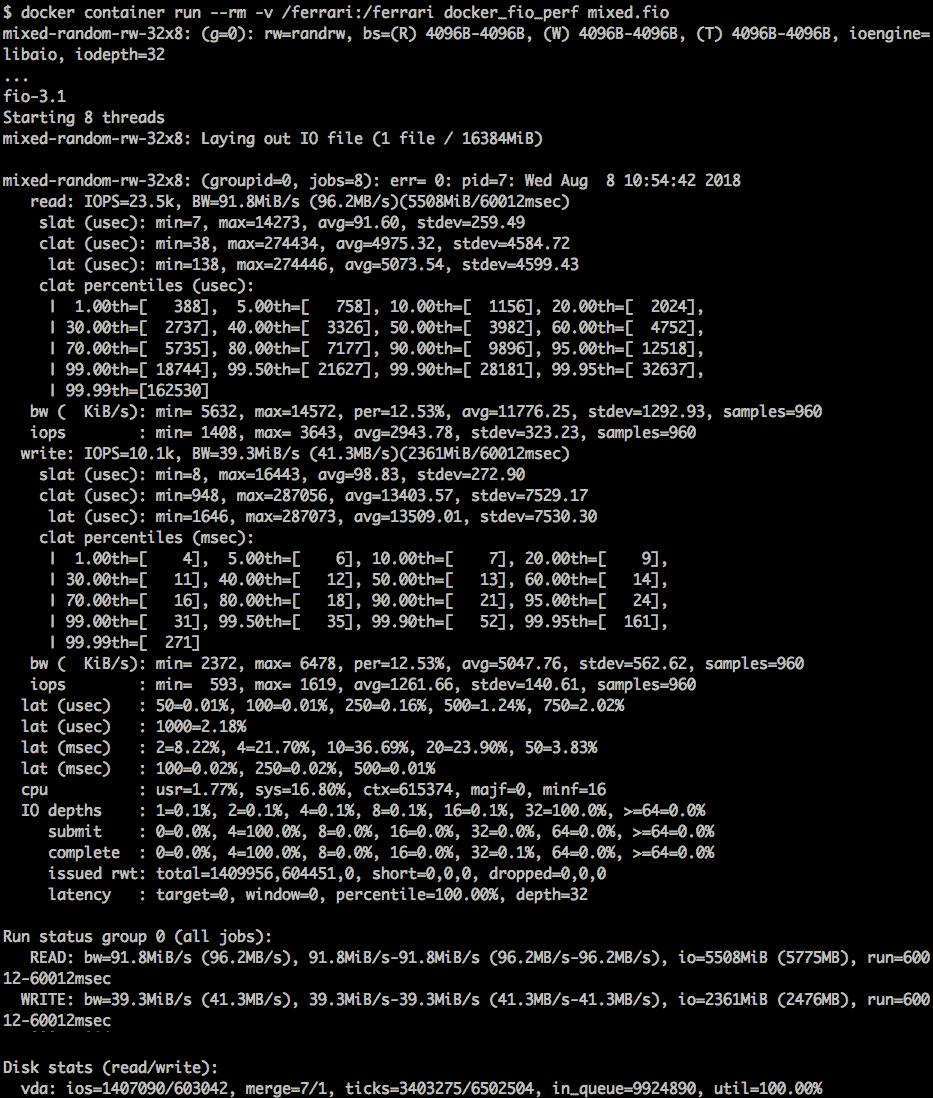 $ docker container run --rm -v /ferrari:/ferrari docker_fio_perf mixed.fio
mixed-random-rw-32x8: (g=0): rw=randrw, bs=(R) 4096B-4096B, (W) 4096B-4096B, (T) 4096B-4096B, ioengine=
libaio, iodepth=32
...
fio-3.1
Starting 8 threads
mixed-random-rw-32x8: Laying out IO file (1 file / 16384MiB)

mixed-random-rw-32x8: (groupid=0, jobs=8): err= 0: pid=7: Wed Aug  8 10:54:42 2018
   read: IOPS=23.5k, BW=91.8MiB/s (96.2MB/s)(5508MiB/60012msec)
    slat (usec): min=7, max=14273, avg=91.60, stdev=259.49
    clat (usec): min=38, max=274434, avg=4975.32, stdev=4584.72
     lat (usec): min=138, max=274446, avg=5073.54, stdev=4599.43
    clat percentiles (usec):
     |  1.00th=[   388],  5.00th=[   758], 10.00th=[  1156], 20.00th=[  2024],
     | 30.00th=[  2737], 40.00th=[  3326], 50.00th=[  3982], 60.00th=[  4752],
     | 70.00th=[  5735], 80.00th=[  7177], 90.00th=[  9896], 95.00th=[ 12518],
     | 99.00th=[ 18744], 99.50th=[ 21627], 99.90th=[ 28181], 99.95th=[ 32637],
     | 99.99th=[162530]
   bw (  KiB/s): min= 5632, max=14572, per=12.53%, avg=11776.25, stdev=1292.93, samples=960
   iops        : min= 1408, max= 3643, avg=2943.78, stdev=323.23, samples=960
  write: IOPS=10.1k, BW=39.3MiB/s (41.3MB/s)(2361MiB/60012msec)
    slat (usec): min=8, max=16443, avg=98.83, stdev=272.90
    clat (usec): min=948, max=287056, avg=13403.57, stdev=7529.17
     lat (usec): min=1646, max=287073, avg=13509.01, stdev=7530.30
    clat percentiles (msec):
     |  1.00th=[    4],  5.00th=[    6], 10.00th=[    7], 20.00th=[    9],
     | 30.00th=[   11], 40.00th=[   12], 50.00th=[   13], 60.00th=[   14],
     | 70.00th=[   16], 80.00th=[   18], 90.00th=[   21], 95.00th=[   24],
     | 99.00th=[   31], 99.50th=[   35], 99.90th=[   52], 99.95th=[  161],
     | 99.99th=[  271]
   bw (  KiB/s): min= 2372, max= 6478, per=12.53%, avg=5047.76, stdev=562.62, samples=960
   iops        : min=  593, max= 1619, avg=1261.66, stdev=140.61, samples=960
  lat (usec)   : 50=0.01%, 100=0.01%, 250=0.16%, 500=1.24%, 750=2.02%
  lat (usec)   : 1000=2.18%
  lat (msec)   : 2=8.22%, 4=21.70%, 10=36.69%, 20=23.90%, 50=3.83%
  lat (msec)   : 100=0.02%, 250=0.02%, 500=0.01%
  cpu          : usr=1.77%, sys=16.80%, ctx=615374, majf=0, minf=16
  IO depths    : 1=0.1%, 2=0.1%, 4=0.1%, 8=0.1%, 16=0.1%, 32=100.0%, >=64=0.0%
     submit    : 0=0.0%, 4=100.0%, 8=0.0%, 16=0.0%, 32=0.0%, 64=0.0%, >=64=0.0%
     complete  : 0=0.0%, 4=100.0%, 8=0.0%, 16=0.0%, 32=0.1%, 64=0.0%, >=64=0.0%
     issued rwt: total=1409956,604451,0, short=0,0,0, dropped=0,0,0
     latency   : target=0, window=0, percentile=100.00%, depth=32

Run status group 0 (all jobs):
   READ: bw=91.8MiB/s (96.2MB/s), 91.8MiB/s-91.8MiB/s (96.2MB/s-96.2MB/s), io=5508MiB (5775MB), run=600
12-60012msec
  WRITE: bw=39.3MiB/s (41.3MB/s), 39.3MiB/s-39.3MiB/s (41.3MB/s-41.3MB/s), io=2361MiB (2476MB), run=600
12-60012msec

Disk stats (read/write):
  vda: ios=1407090/603042, merge=7/1, ticks=3403275/6502504, in_queue=9924890, util=100.00%